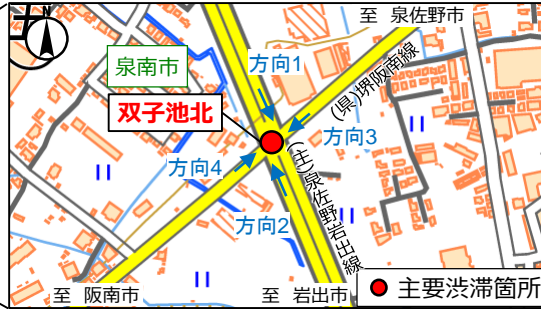 至 泉佐野市
泉南市
方向1
(県)堺阪南線
双子池北
方向3
方向4
(主)泉佐野岩出線
方向2
至 阪南市
至 岩出市
主要渋滞箇所